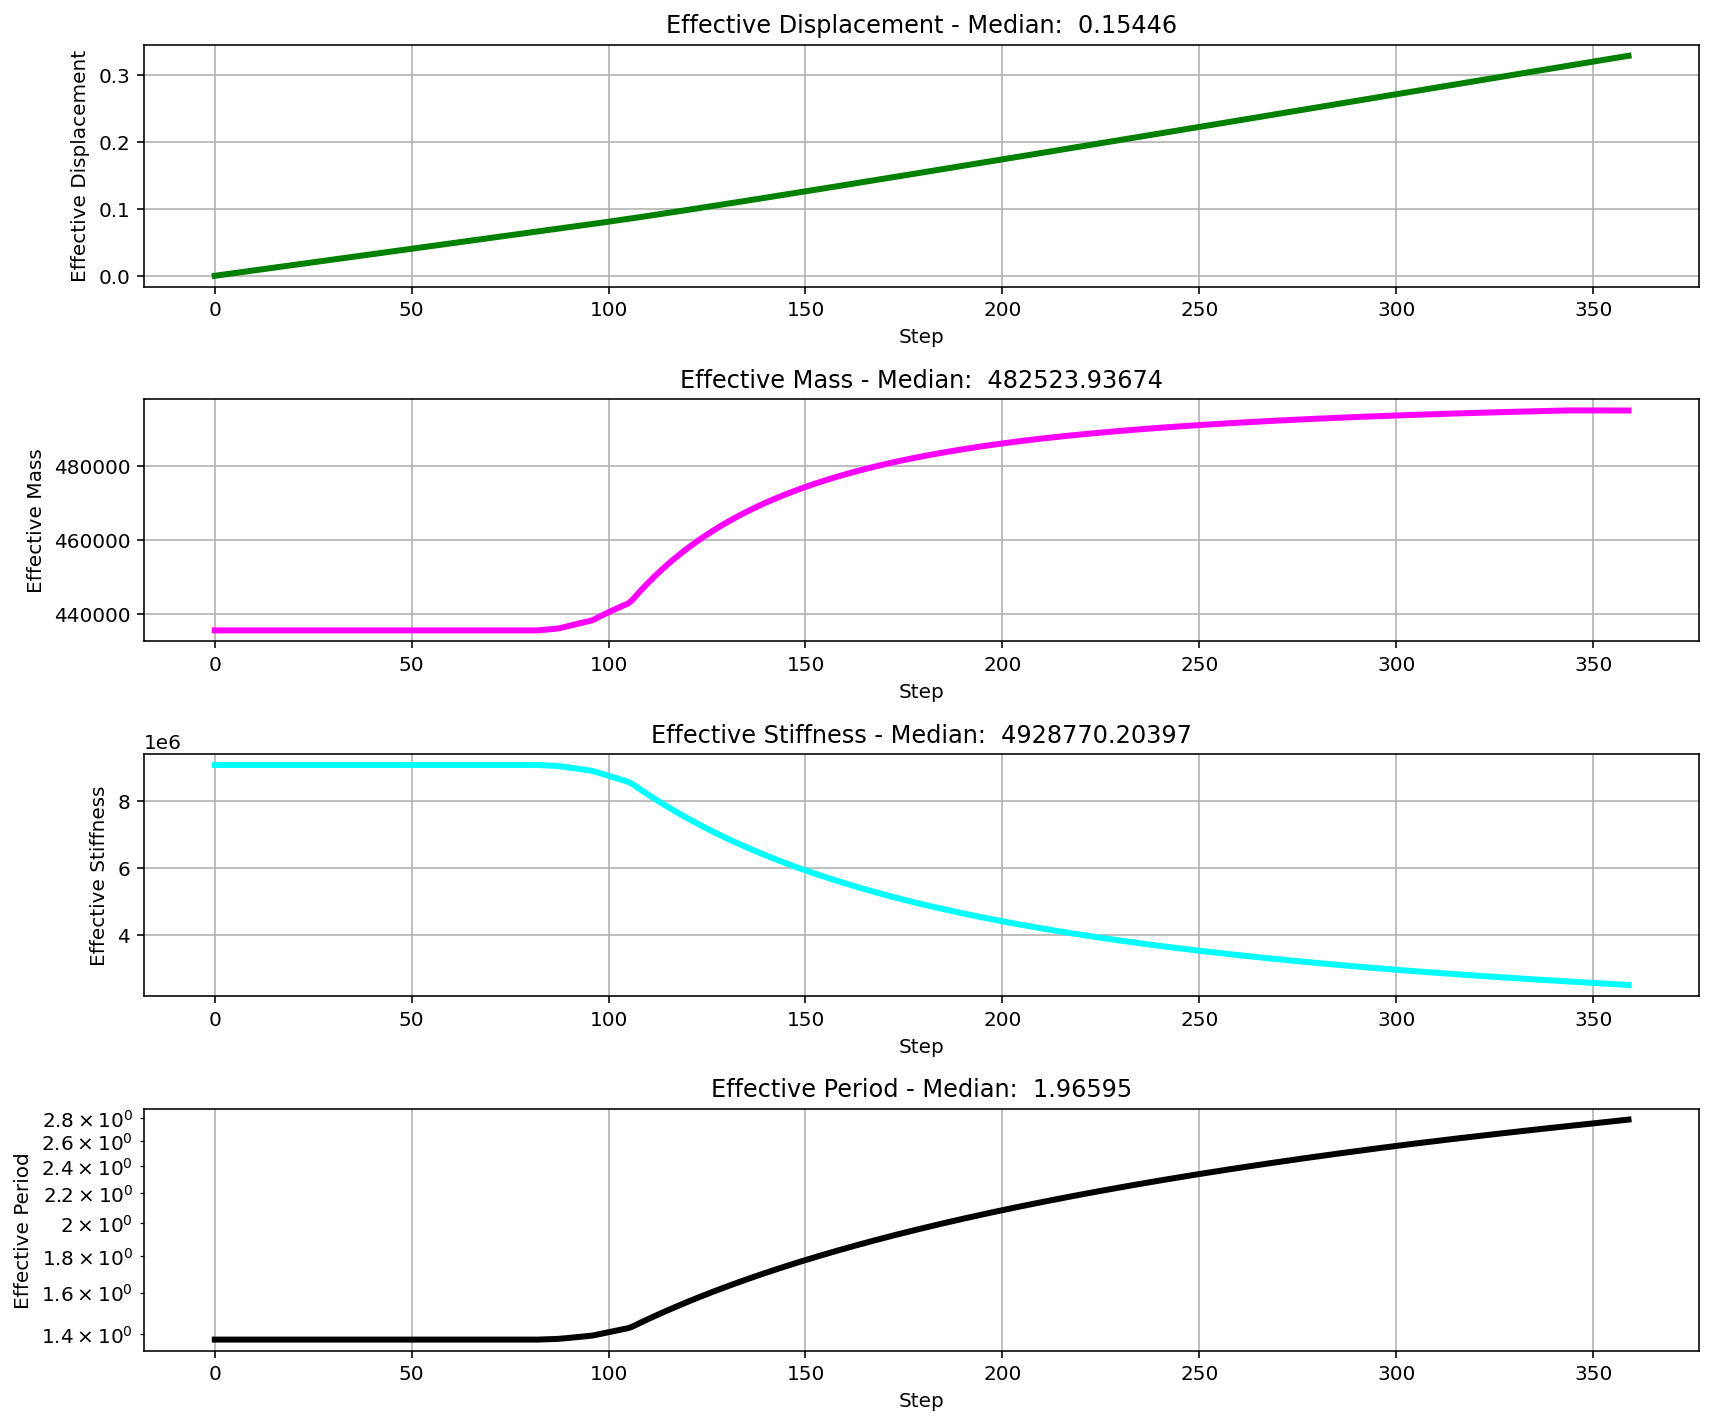 Effective Displacement - Median:  0.15446
Effective Displacement
0.3
0.2
0.1
0.0
0 50 100 150 200 250 300 350
Step
Effective Mass - Median:  482523.93674
Effective Mass
480000
460000
440000
0 50 100 150 200 250 300 350
Step
Effective Stiffness - Median:  4928770.20397
1e6
Effective Stiffness
8
6
4
0 50 100 150 200 250 300 350
Step
Effective Period - Median:  1.96595
Effective Period
2.8 × 10⁰
2.6 × 10⁰
2.4 × 10⁰
2.2 × 10⁰
2 × 10⁰
1.8 × 10⁰
1.6 × 10⁰
1.4 × 10⁰
0 50 100 150 200 250 300 350
Step